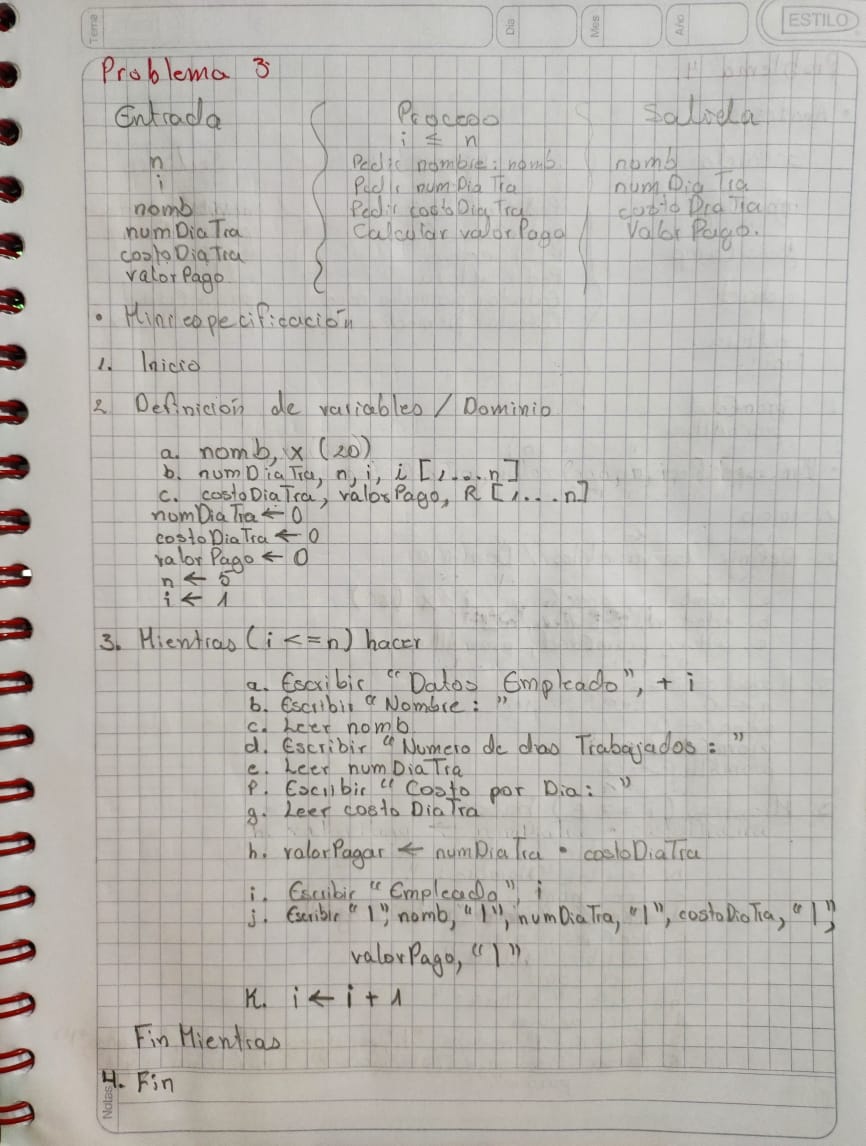 Tema
Dia
Mes
Año
ESTILO
Problema 3
Entrada Proceso Salida
i ≤ n
n Pedir nombre: nomb nomb
i Pedir numDiaTra numDiaTra
nomb Pedir costoDiaTra costoDiaTra
numDiaTra Calcular valorPago ValorPago.
costoDiaTra
valorPago
• Miniespecificación
1. Inicio
2 Definición de variables / Dominio
a. nomb, x (20)
b. numDiaTra, n, i, i [1....n]
c. costoDiaTra, valorPago, R [1....n]
numDiaTra ← 0
costoDiaTra ← 0
valorPago ← 0
n ← 5
i ← 1
3. Mientras (i <= n) hacer
a. Escribir "Datos Empleado", + i
b. Escribir "Nombre: "
c. Leer nomb
d. Escribir "Numero de dias Trabajados: "
e. Leer numDiaTra
f. Escribir "Costo por Dia: "
g. Leer costoDiaTra
h. valorPagar ← numDiaTra • costoDiaTra
i. Escribir "Empleado", i
j. Escribir "|", nomb, "|", numDiaTra, "|", costoDiaTra, "|",
valorPago, "|"
K. i ← i + 1
Fin Mientras
4. Fin
Notas